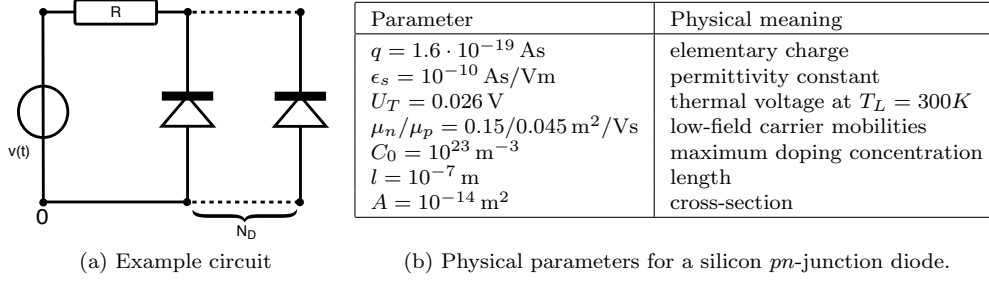 R
v(t)
0
N_D
(a) Example circuit
Parameter Physical meaning
q = 1.6 · 10^{−19} As elementary charge
ϵ_s = 10^{−10} As/Vm permittivity constant
U_T = 0.026 V thermal voltage at T_L = 300K
μ_n/μ_p = 0.15/0.045 m^2/Vs low-field carrier mobilities
C_0 = 10^{23} m^{−3} maximum doping concentration
l = 10^{−7} m length
A = 10^{−14} m^2 cross-section
(b) Physical parameters for a silicon pn-junction diode.